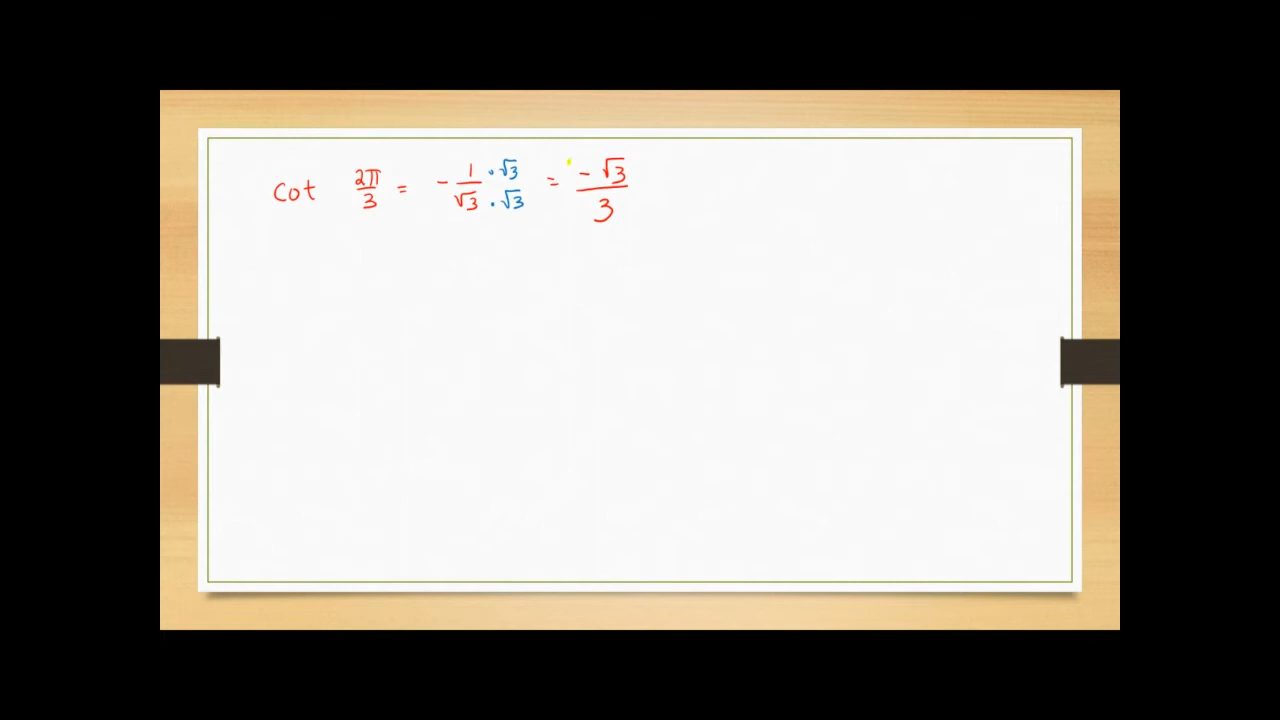 Cot 2π/3 = - 1/√3 · √3/· √3 = -√3/3